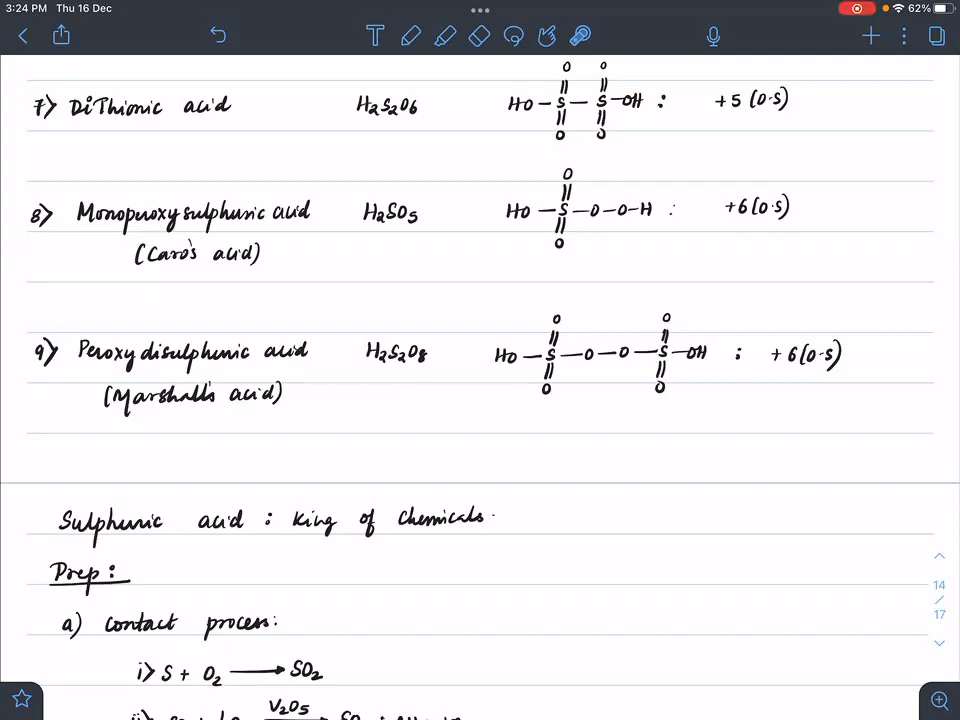 3:24 PM Thu 16 Dec 62%
O O
7) DiThionic acid H2S2O6 HO – S – S – OH : +5 (O·S)
O O
O
8) Monoperoxy sulphuric acid H2SO5 HO – S – O – O – H : +6 (O·S)
(Caro's acid) O
O O
9) Peroxy disulphuric acid H2S2O8 HO – S – O – O – S – OH : +6 (O·S)
(Marshall's acid) O O
Sulphuric acid : King of Chemicals.
Prep :
14
/
17
a) Contact process :
i) S + O2 ⟶ SO2
V2O5